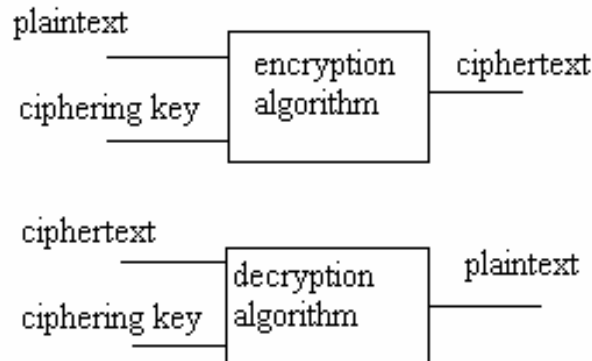 plaintext
ciphering key
encryption
algorithm
ciphertext
ciphertext
ciphering key
decryption
algorithm
plaintext